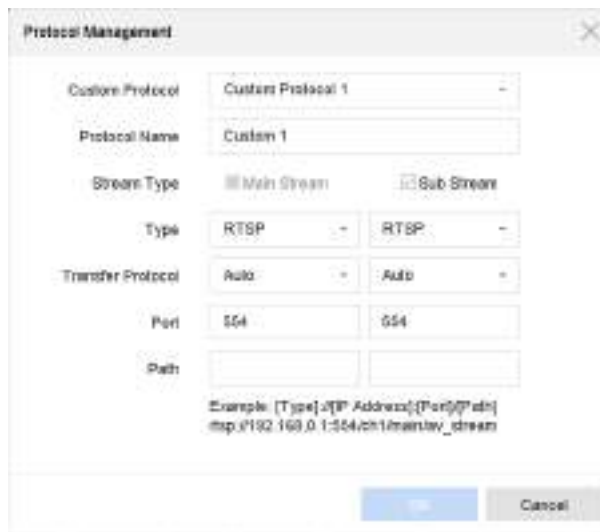 Protocol Management
Custom Protocol Custom Protocol 1
Protocol Name Custom 1
Stream Type Main Stream Sub Stream
Type RTSP RTSP
Transfer Protocol Auto Auto
Port 554 554
Path
Example: [Type]://[IP Address]:[Port]/[Path]
rtsp://192.168.0.1:554/ch1/main/av_stream
Cancel